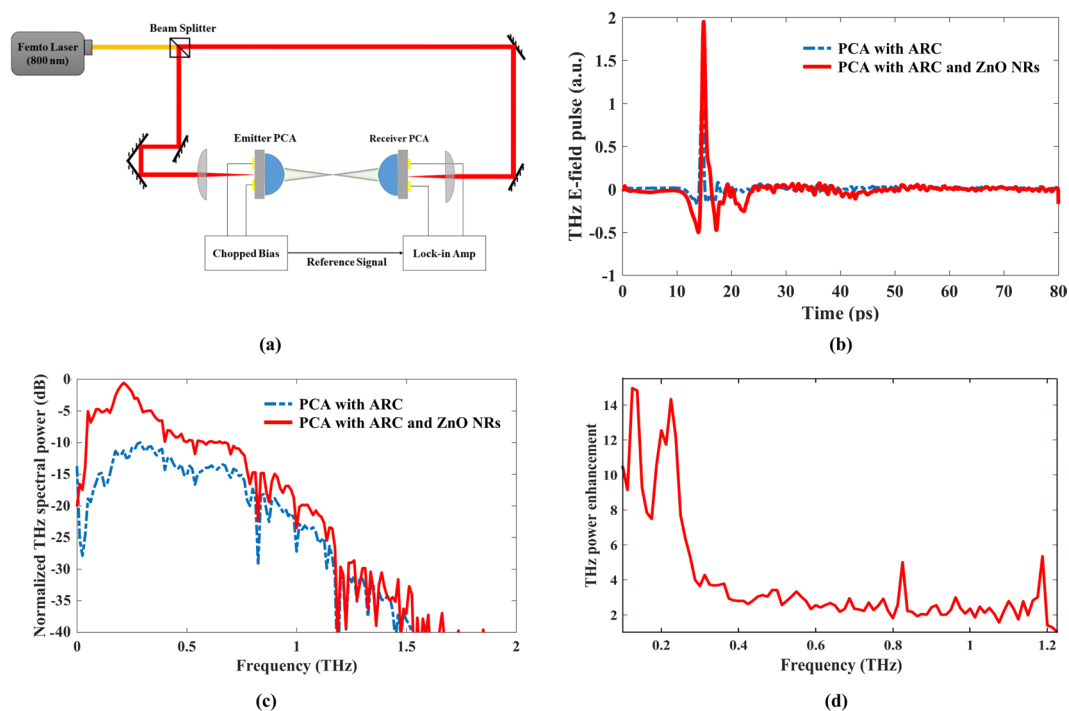 Beam Splitter
Femto Laser
(800 nm)
Emitter PCA
Receiver PCA
Chopped Bias
Reference Signal
Lock-in Amp
(a)
THz E-field pulse (a.u.)
2
1.5
1
0.5
0
-0.5
-1
PCA with ARC
PCA with ARC and ZnO NRs
0 10 20 30 40 50 60 70 80
Time (ps)
(b)
Normalized THz spectral power (dB)
0
-5
-10
-15
-20
-25
-30
-35
-40
PCA with ARC
PCA with ARC and ZnO NRs
0 0.5 1 1.5 2
Frequency (THz)
(c)
THz power enhancement
14
12
10
8
6
4
2
0.2 0.4 0.6 0.8 1 1.2
Frequency (THz)
(d)